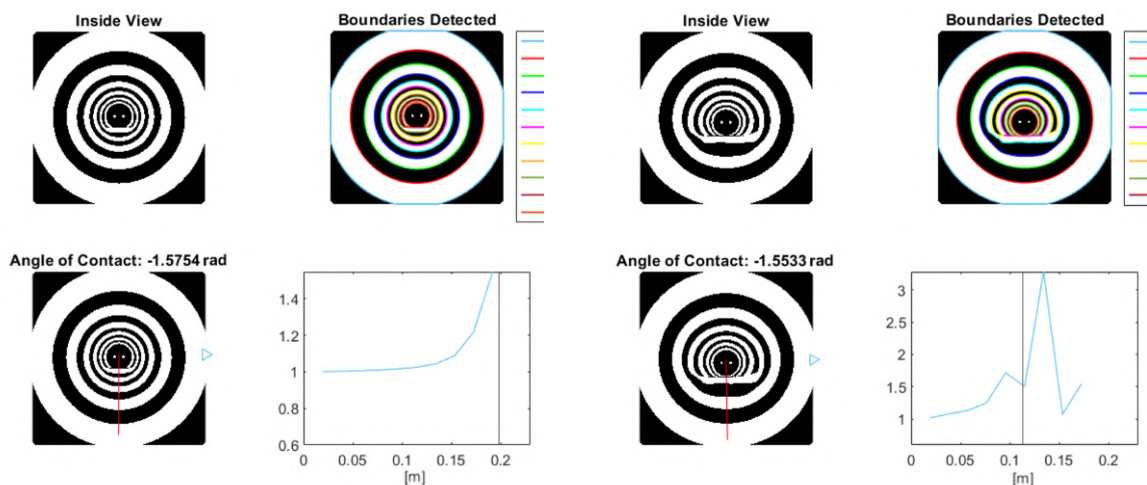 Inside View
Boundaries Detected
Inside View
Boundaries Detected
Angle of Contact: -1.5754 rad
1.4
1.2
1
0.8
0.6
0
0.05
0.1
0.15
0.2
[m]
Angle of Contact: -1.5533 rad
3
2.5
2
1.5
1
0
0.05
0.1
0.15
0.2
[m]